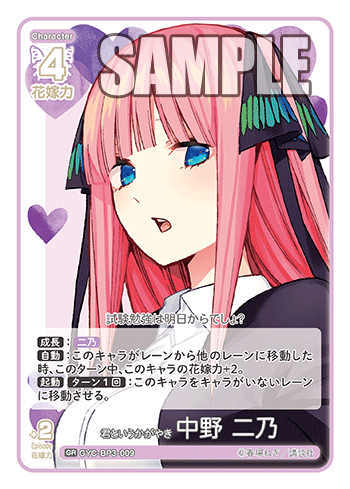 Character
SAMPLE
4
花嫁力
試験勉強は明日からでしょ?
成長 : 二乃
自動 :このキャラがレーンから他のレーンに移動した
時、このターン中、このキャラの花嫁力+2。
起動 ターン1回 :このキャラをキャラがいないレーン
に移動させる。
+2
Episode
花嫁力
君というかがやき 中野 二乃
GR GYC-BP3-009
©春場ねぎ/講談社